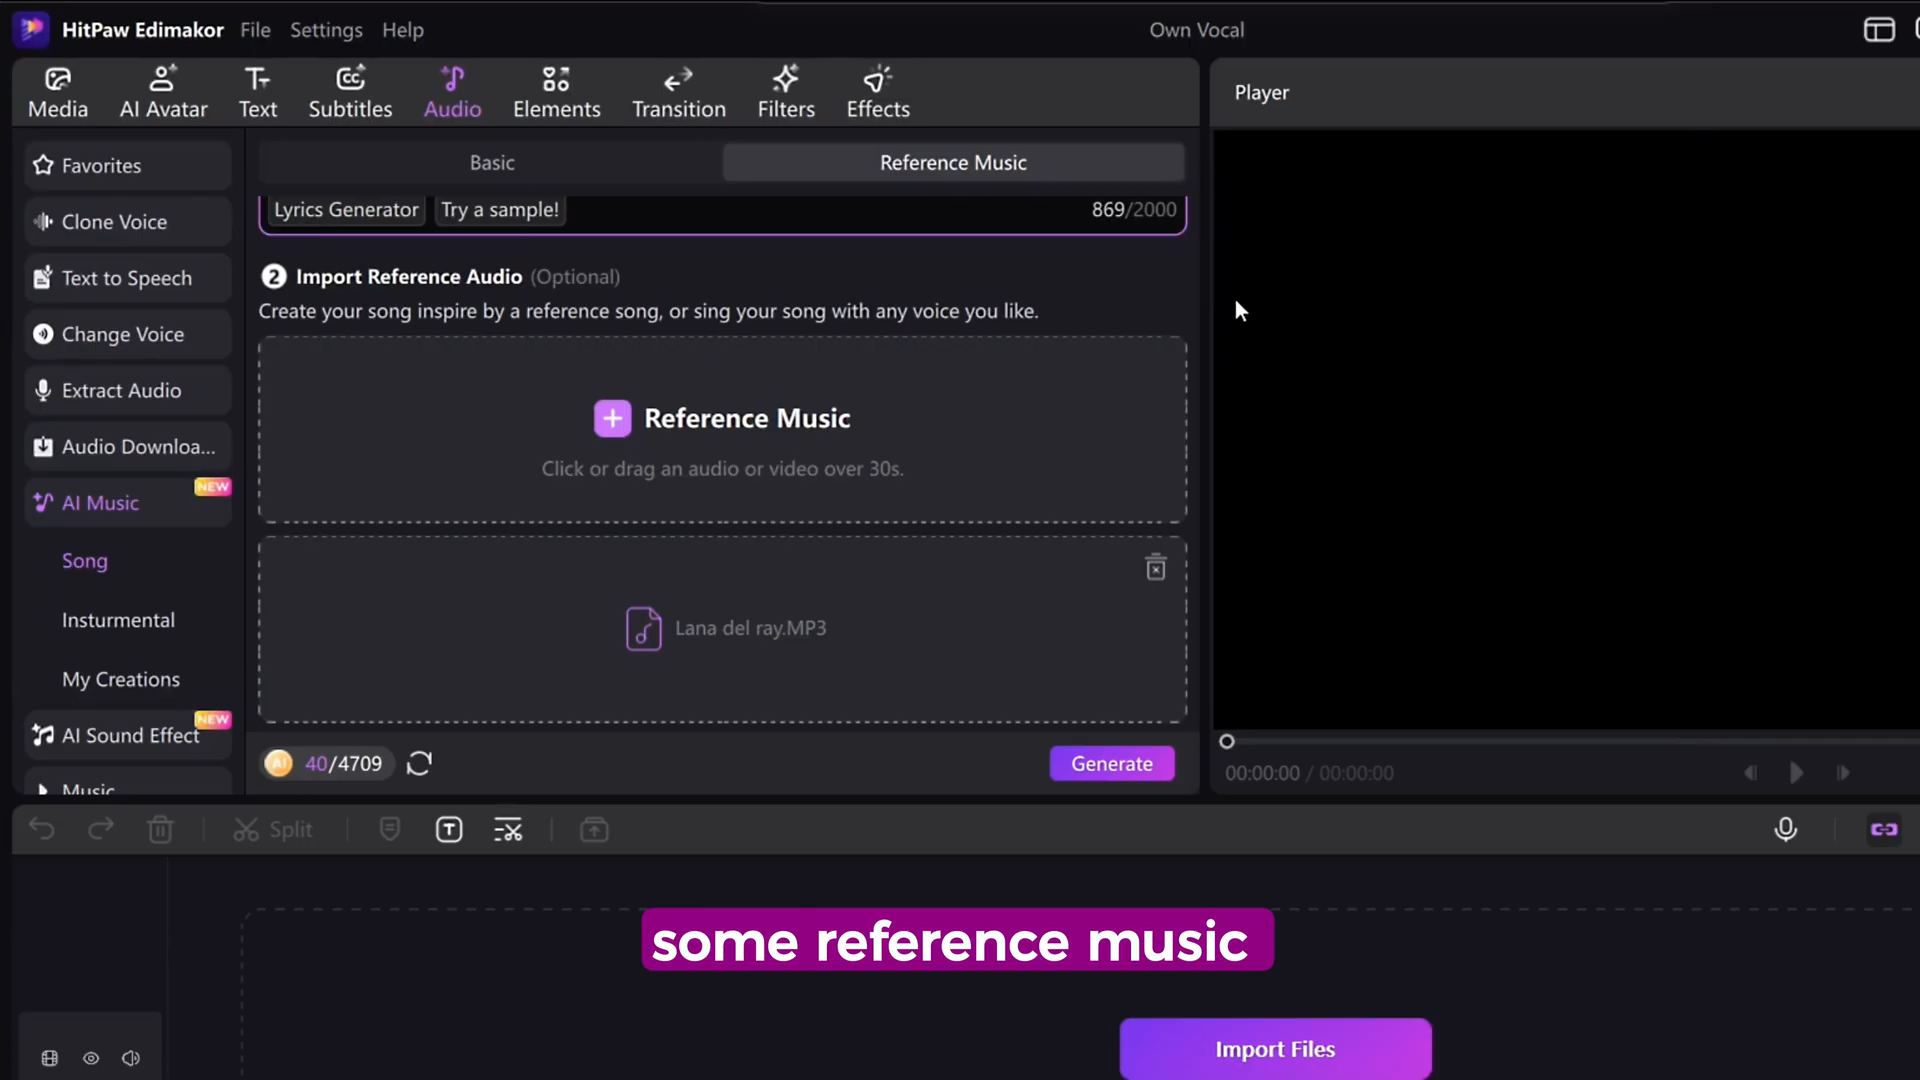 HitPaw Edimakor File Settings Help Own Vocal
Media AI Avatar Text Subtitles Audio Elements Transition Filters Effects
Player
Favorites
Clone Voice
Text to Speech
Change Voice
Extract Audio
Audio Downloa...
AI Music NEW
Song
Insturmental
My Creations
AI Sound Effect NEW
Music
Basic Reference Music
Lyrics Generator Try a sample! 869/2000
2 Import Reference Audio (Optional)
Create your song inspire by a reference song, or sing your song with any voice you like.
Reference Music
Click or drag an audio or video over 30s.
Lana del ray.MP3
AI 40/4709 Generate
00:00:00 / 00:00:00
Split
some reference music
Import Files